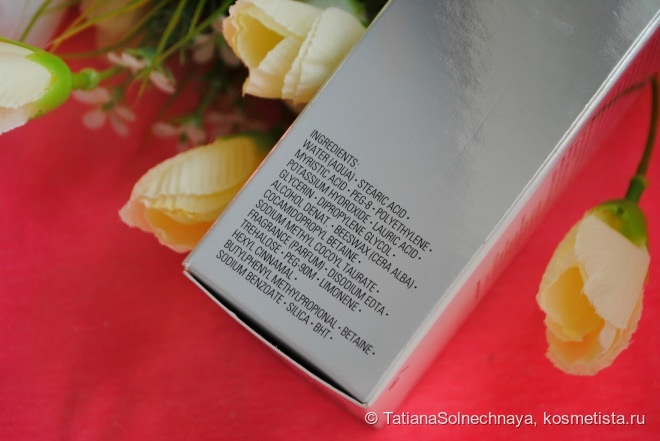 INGREDIENTS:
WATER (AQUA) • STEARIC ACID •
MYRISTIC ACID • PEG-8 • POLYETHYLENE •
POTASSIUM HYDROXIDE • LAURIC ACID •
GLYCERIN • DIPROPYLENE GLYCOL •
ALCOHOL DENAT. • BEESWAX (CERA ALBA) •
COCAMIDOPROPYL BETAINE •
SODIUM METHYL COCOYL TAURATE •
FRAGRANCE (PARFUM) • DISODIUM EDTA •
TREHALOSE • PEG-90M • LIMONENE •
HEXYL CINNAMAL •
BUTYLPHENYL METHYLPROPIONAL • BETAINE •
SODIUM BENZOATE • SILICA • BHT •
© TatianaSolnechnaya, kosmetista.ru